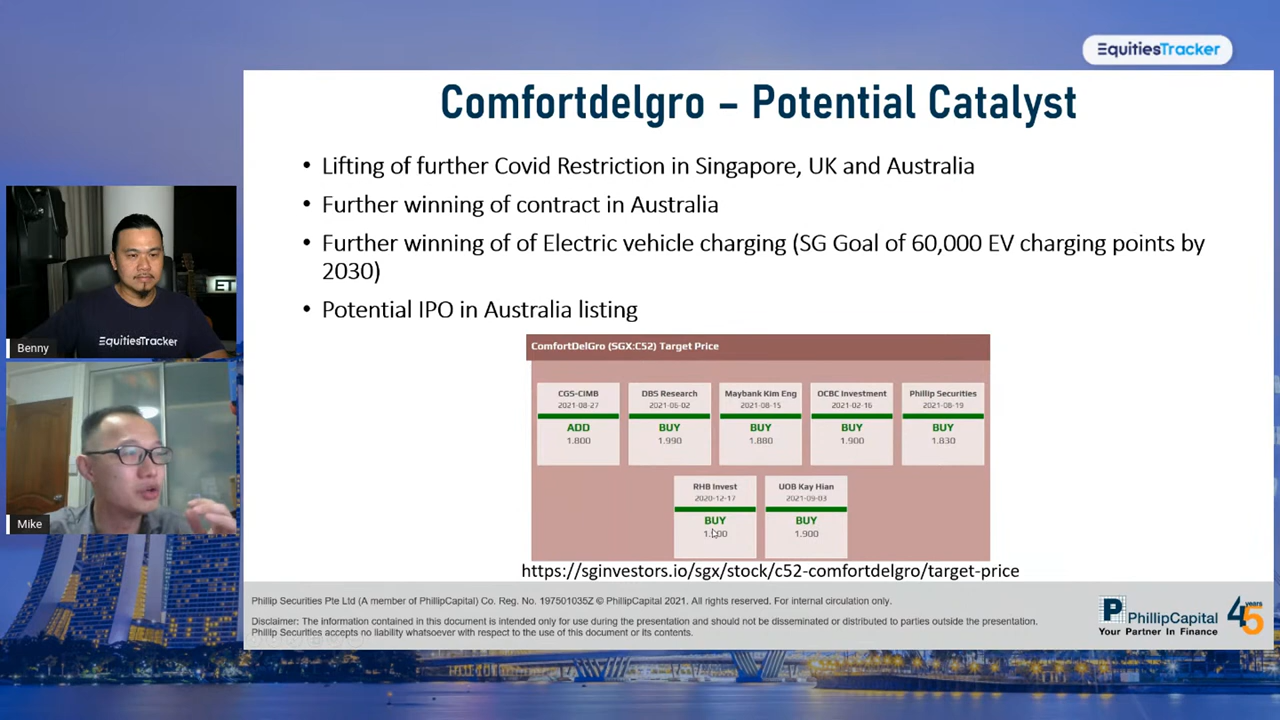 EquitiesTracker
Comfortdelgro – Potential Catalyst
• Lifting of further Covid Restriction in Singapore, UK and Australia
• Further winning of contract in Australia
• Further winning of of Electric vehicle charging (SG Goal of 60,000 EV charging points by
2030)
• Potential IPO in Australia listing
ET
EquitiesTracker
Benny
Mike
ComfortDelGro (SGX:C52) Target Price
CGS-CIMB
2021-08-27
ADD
1.800
DBS Research
2021-06-02
BUY
1.990
Maybank Kim Eng
2021-08-15
BUY
1.880
OCBC Investment
2021-02-16
BUY
1.900
Phillip Securities
2021-08-19
BUY
1.830
RHB Invest
2020-12-17
BUY
UOB Kay Hian
2021-09-03
BUY
1.900
https://sginvestors.io/sgx/stock/c52-comfortdelgro/target-price
Phillip Securities Pte Ltd (A member of PhillipCapital) Co. Reg. No. 197501035Z © PhillipCapital 2021. All rights reserved. For internal circulation only.
Disclaimer: The information contained in this document is intended only for use during the presentation and should not be disseminated or distributed to parties outside the presentation.
Phillip Securities accepts no liability whatsoever with respect to the use of this document or its contents.
PhillipCapital
Your Partner In Finance
45 years